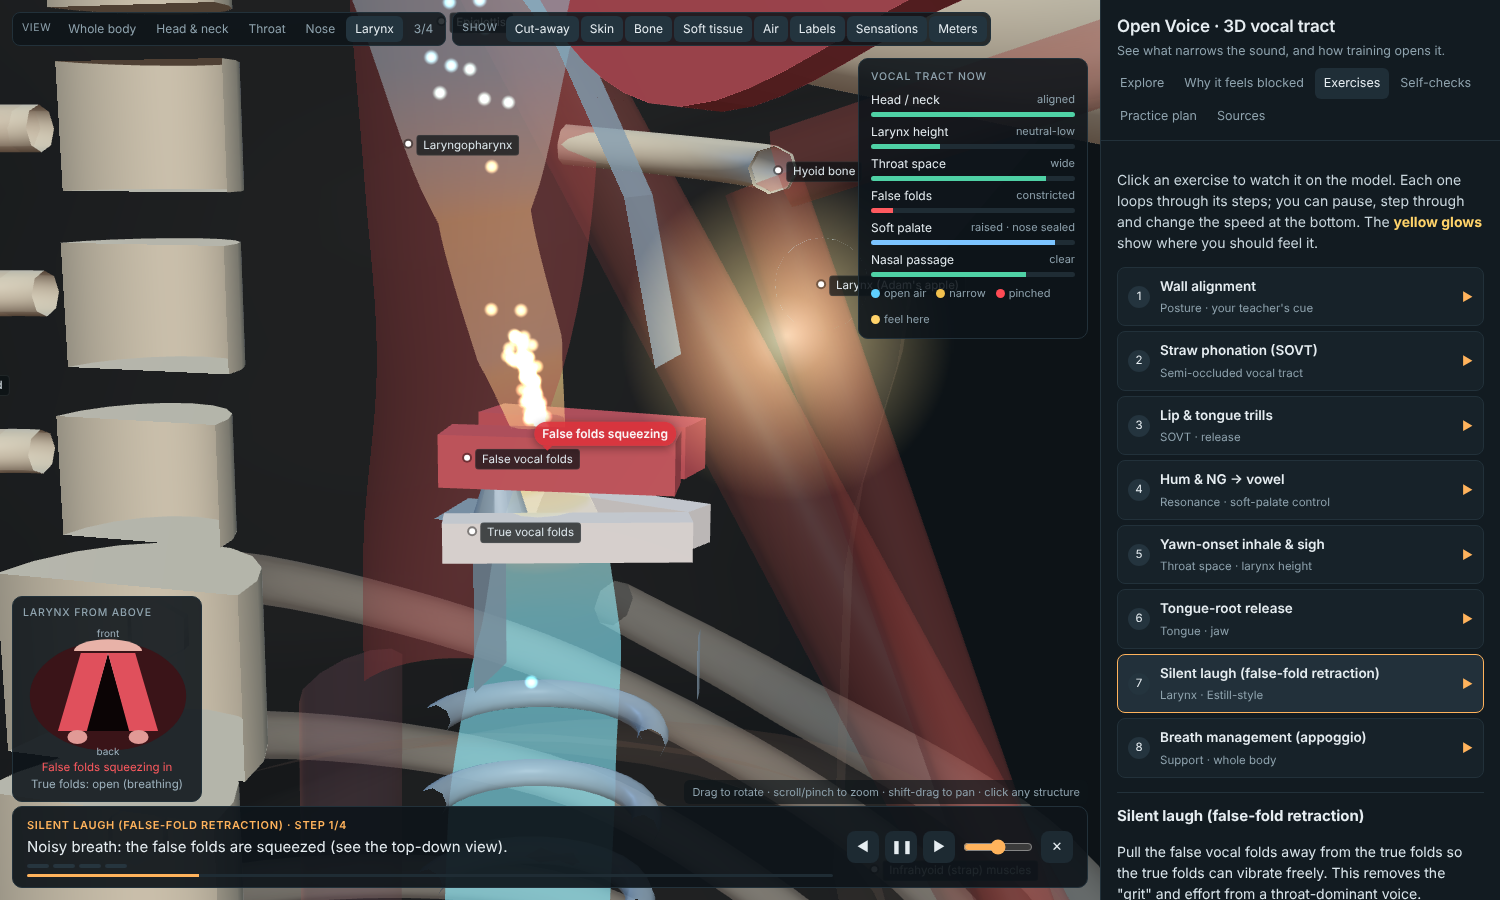 VIEW Whole body Head & neck Throat Nose Larynx 3/4 SHOW Cut-away Skin Bone Soft tissue Air Labels Sensations Meters
Laryngopharynx
Hyoid bone
Larynx (Adam's apple)
False folds squeezing
False vocal folds
True vocal folds
VOCAL TRACT NOW
Head / neck aligned
Larynx height neutral-low
Throat space wide
False folds constricted
Soft palate raised · nose sealed
Nasal passage clear
open air narrow pinched
feel here
LARYNX FROM ABOVE
front
back
False folds squeezing in
True folds: open (breathing)
Drag to rotate · scroll/pinch to zoom · shift-drag to pan · click any structure
SILENT LAUGH (FALSE-FOLD RETRACTION) · STEP 1/4
Noisy breath: the false folds are squeezed (see the top-down view).
Infrahyoid (strap) muscles
Open Voice · 3D vocal tract
See what narrows the sound, and how training opens it.
Explore Why it feels blocked Exercises Self-checks
Practice plan Sources
Click an exercise to watch it on the model. Each one
loops through its steps; you can pause, step through
and change the speed at the bottom. The yellow glows
show where you should feel it.
1 Wall alignment
Posture · your teacher's cue
2 Straw phonation (SOVT)
Semi-occluded vocal tract
3 Lip & tongue trills
SOVT · release
4 Hum & NG → vowel
Resonance · soft-palate control
5 Yawn-onset inhale & sigh
Throat space · larynx height
6 Tongue-root release
Tongue · jaw
7 Silent laugh (false-fold retraction)
Larynx · Estill-style
8 Breath management (appoggio)
Support · whole body
Silent laugh (false-fold retraction)
Pull the false vocal folds away from the true folds so
the true folds can vibrate freely. This removes the
"grit" and effort from a throat-dominant voice.